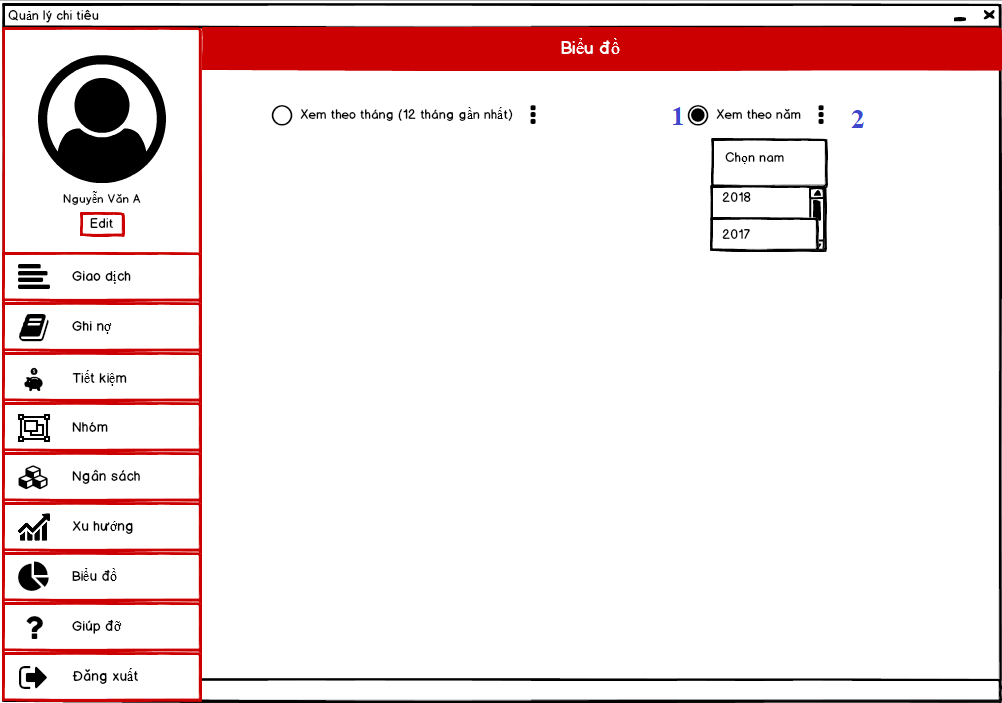 Quản lý chi tiêu
Biểu đồ
Xem theo tháng (12 tháng gần nhất)
1 Xem theo năm 2
Chọn nam
2018
2017
Nguyễn Văn A
Edit
Giao dịch
Ghi nợ
Tiết kiệm
Nhóm
Ngân sách
Xu hướng
Biểu đồ
Giúp đỡ
Đăng xuất